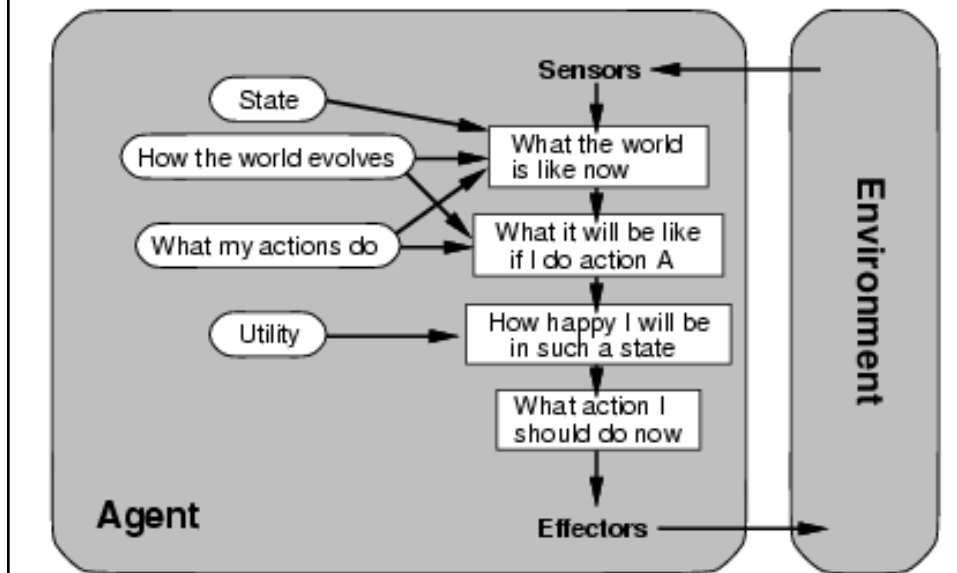 Sensors
State
What the world
is like now
How the world evolves
What my actions do
What it will be like
if I do action A
Utility
How happy I will be
in such a state
What action I
should do now
Agent
Effectors
Environment